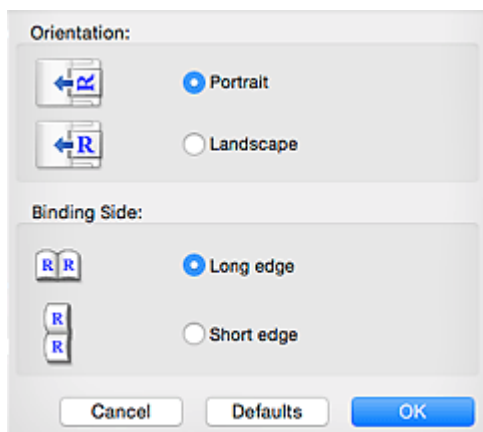 Orientation:
R
Portrait
R
Landscape
Binding Side:
R R
Long edge
R
R
Short edge
Cancel Defaults OK